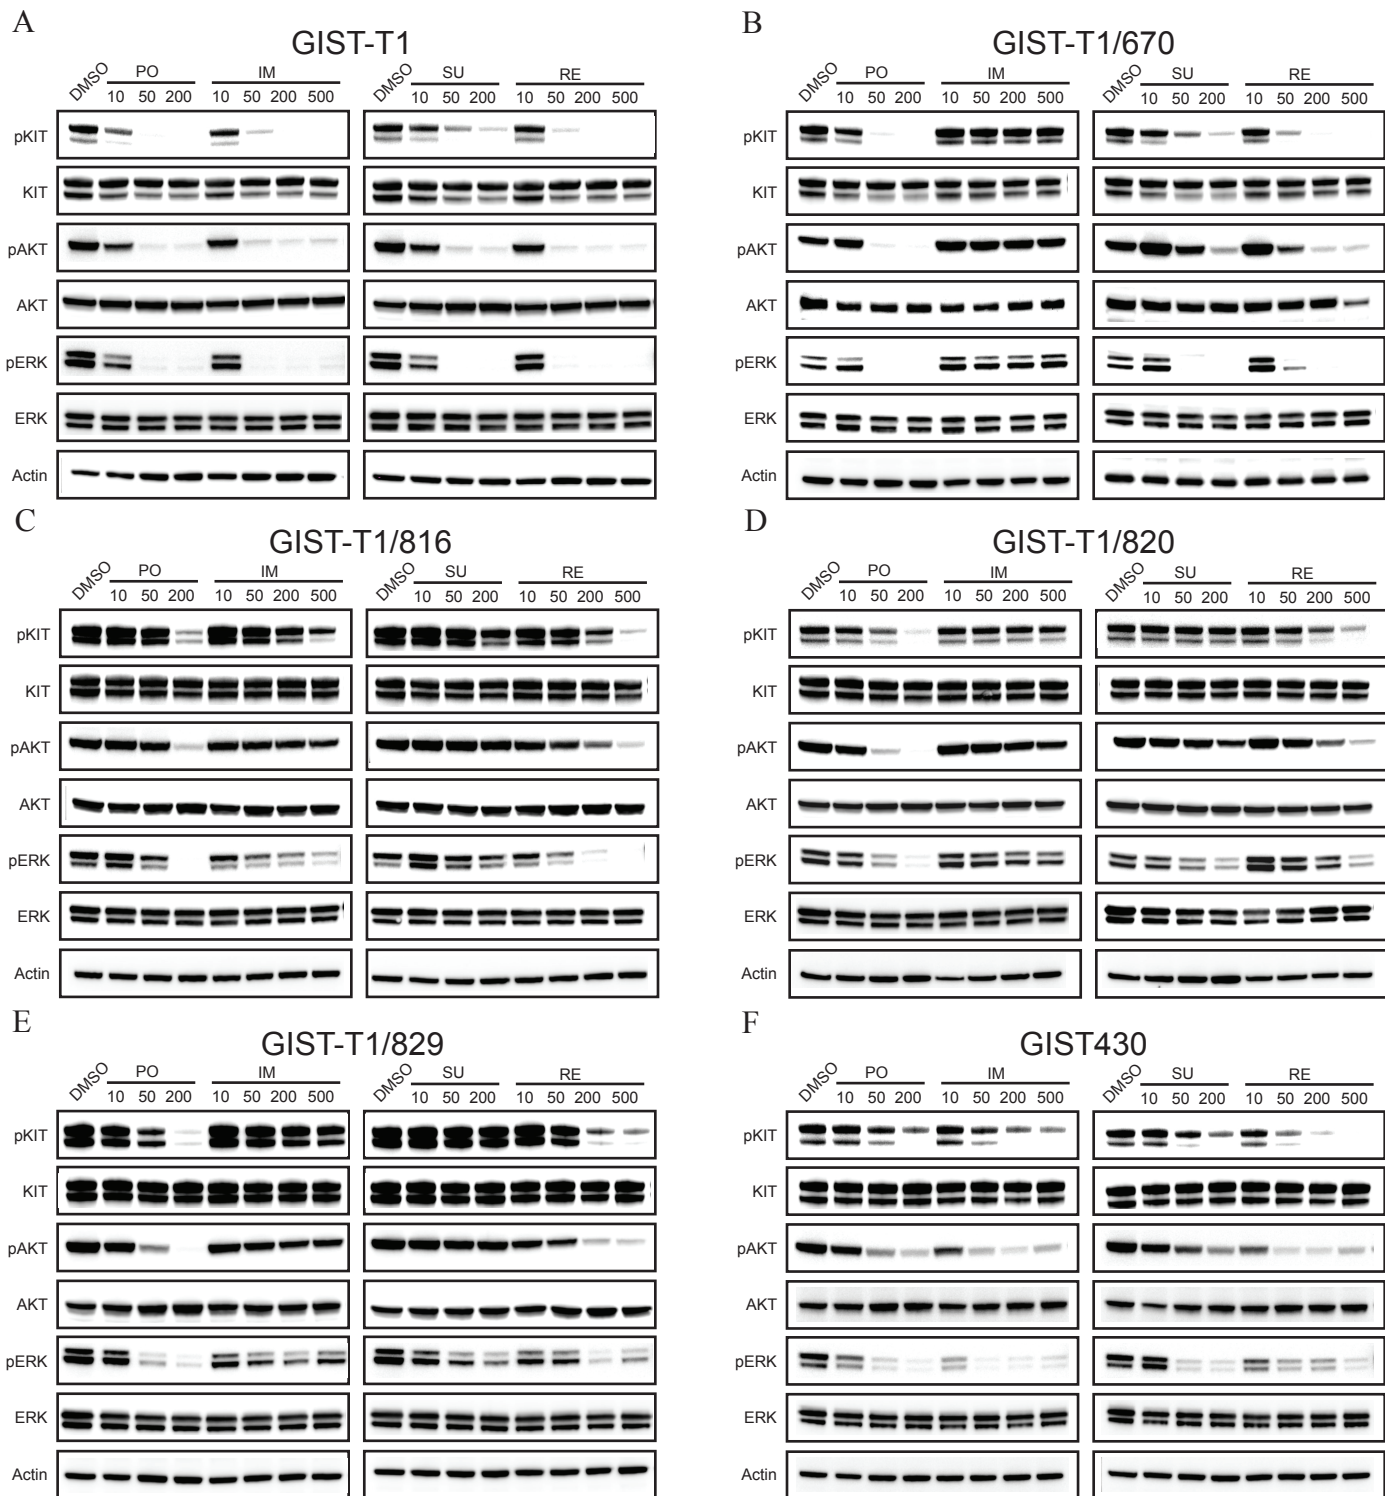 A
GIST-T1
DMSO PO IM
10 50 200 10 50 200 500
DMSO SU RE
10 50 200 10 50 200 500
pKIT
KIT
pAKT
AKT
pERK
ERK
Actin
B
GIST-T1/670
DMSO PO IM
10 50 200 10 50 200 500
DMSO SU RE
10 50 200 10 50 200 500
pKIT
KIT
pAKT
AKT
pERK
ERK
Actin
C
GIST-T1/816
DMSO PO IM
10 50 200 10 50 200 500
DMSO SU RE
10 50 200 10 50 200 500
pKIT
KIT
pAKT
AKT
pERK
ERK
Actin
D
GIST-T1/820
DMSO PO IM
10 50 200 10 50 200 500
DMSO SU RE
10 50 200 10 50 200 500
pKIT
KIT
pAKT
AKT
pERK
ERK
Actin
E
GIST-T1/829
DMSO PO IM
10 50 200 10 50 200 500
DMSO SU RE
10 50 200 10 50 200 500
pKIT
KIT
pAKT
AKT
pERK
ERK
Actin
F
GIST430
DMSO PO IM
10 50 200 10 50 200 500
DMSO SU RE
10 50 200 10 50 200 500
pKIT
KIT
pAKT
AKT
pERK
ERK
Actin